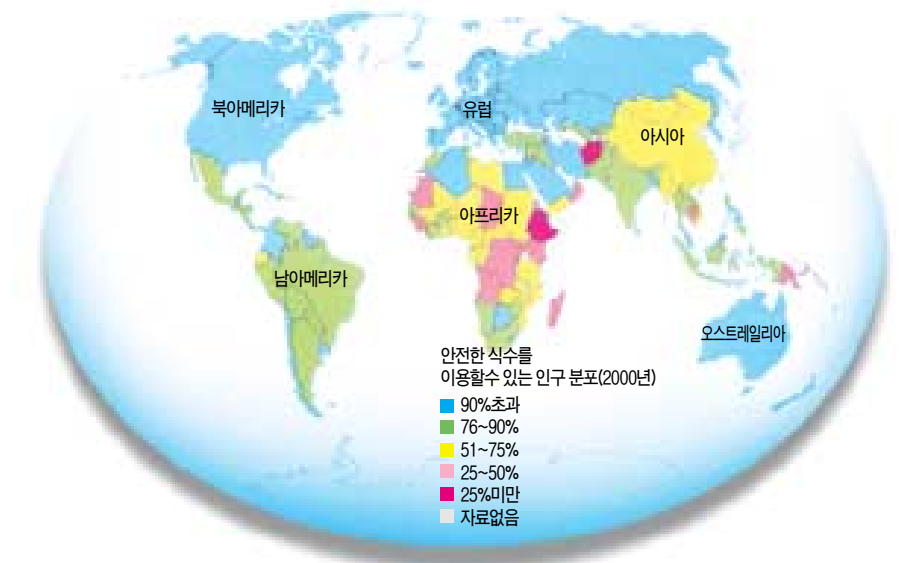 북아메리카
유럽
아시아
아프리카
남아메리카
오스트레일리아
안전한 식수를
이용할수 있는 인구 분포(2000년)
90%초과
76~90%
51~75%
25~50%
25%미만
자료없음